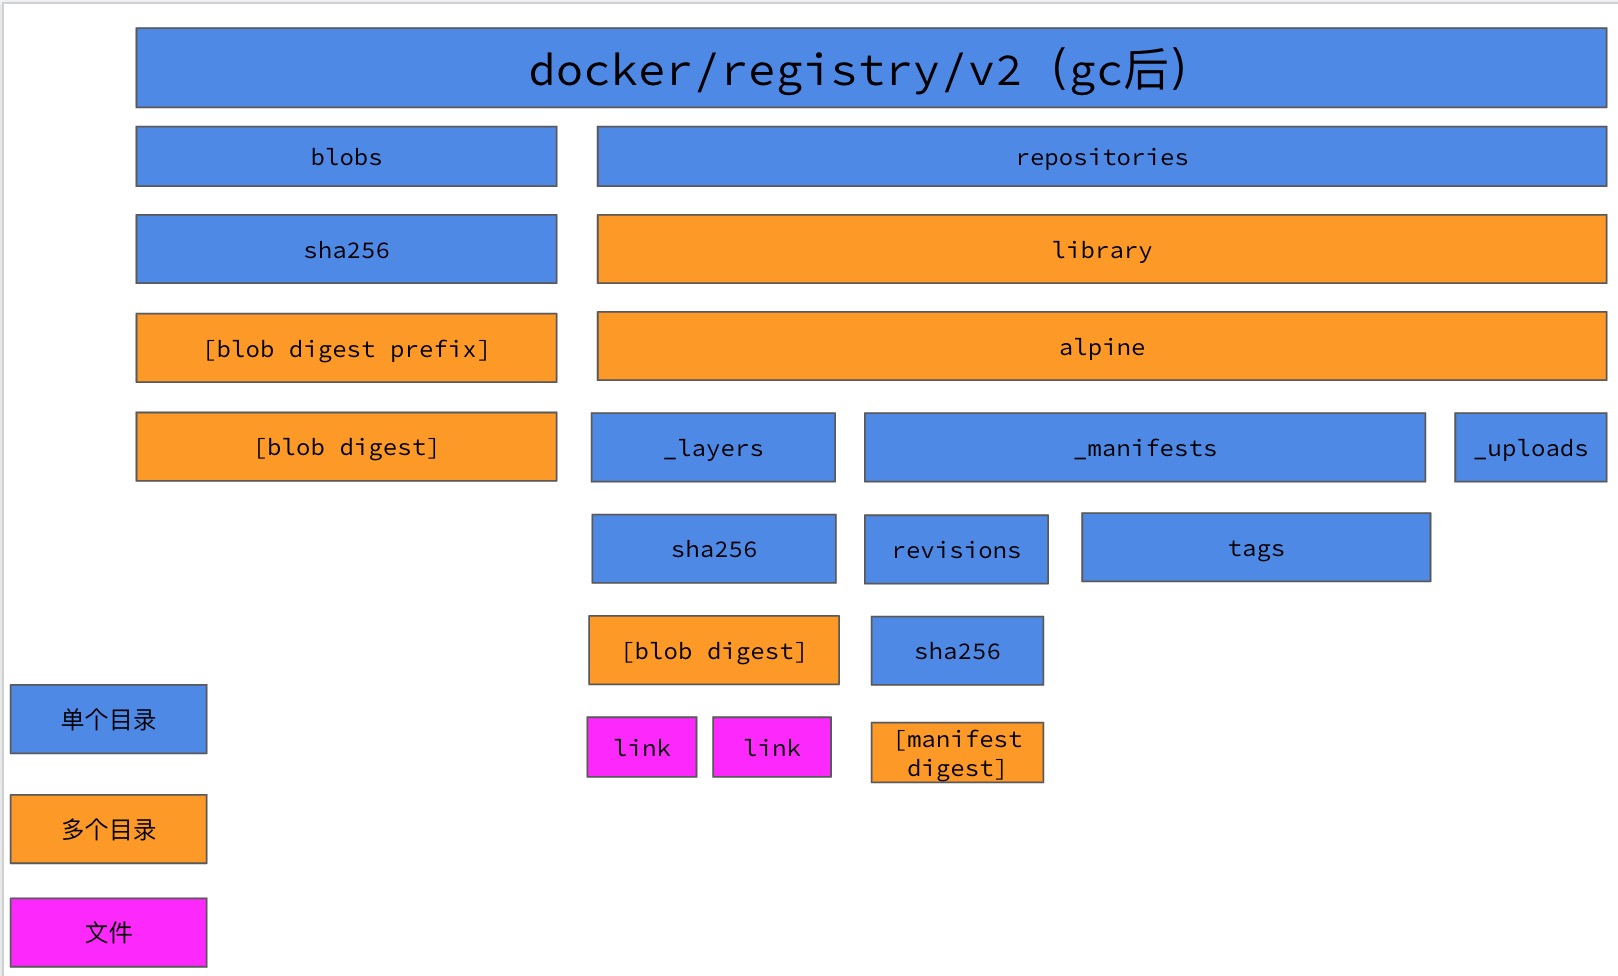 docker/registry/v2（gc后）
blobs
repositories
sha256
library
[blob digest prefix]
alpine
[blob digest]
_layers
_manifests
_uploads
sha256
revisions
tags
[blob digest]
sha256
link
link
[manifest
digest]
单个目录
多个目录
文件